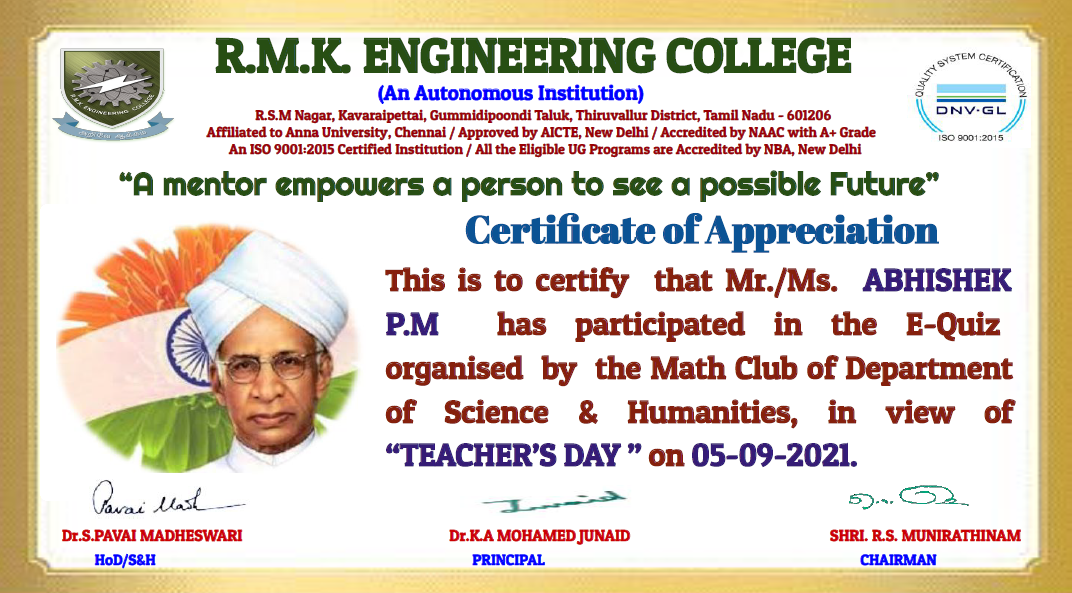 R.M.K. ENGINEERING COLLEGE
(An Autonomous Institution)
R.S.M Nagar, Kavaraipettai, Gummidipoondi Taluk, Thiruvallur District, Tamil Nadu - 601206
Affiliated to Anna University, Chennai / Approved by AICTE, New Delhi / Accredited by NAAC with A+ Grade
An ISO 9001:2015 Certified Institution / All the Eligible UG Programs are Accredited by NBA, New Delhi
R.M.K. ENGINEERING COLLEGE
QUALITY SYSTEM CERTIFICATION
DNV·GL
ISO 9001:2015
“A mentor empowers a person to see a possible Future”
Certificate of Appreciation
This is to certify that Mr./Ms. ABHISHEK
P.M has participated in the E-Quiz
organised by the Math Club of Department
of Science & Humanities, in view of
“TEACHER’S DAY ” on 05-09-2021.
Pavai Madh
Dr.S.PAVAI MADHESWARI
Dr.K.A MOHAMED JUNAID
SHRI. R.S. MUNIRATHINAM
HoD/S&H
PRINCIPAL
CHAIRMAN